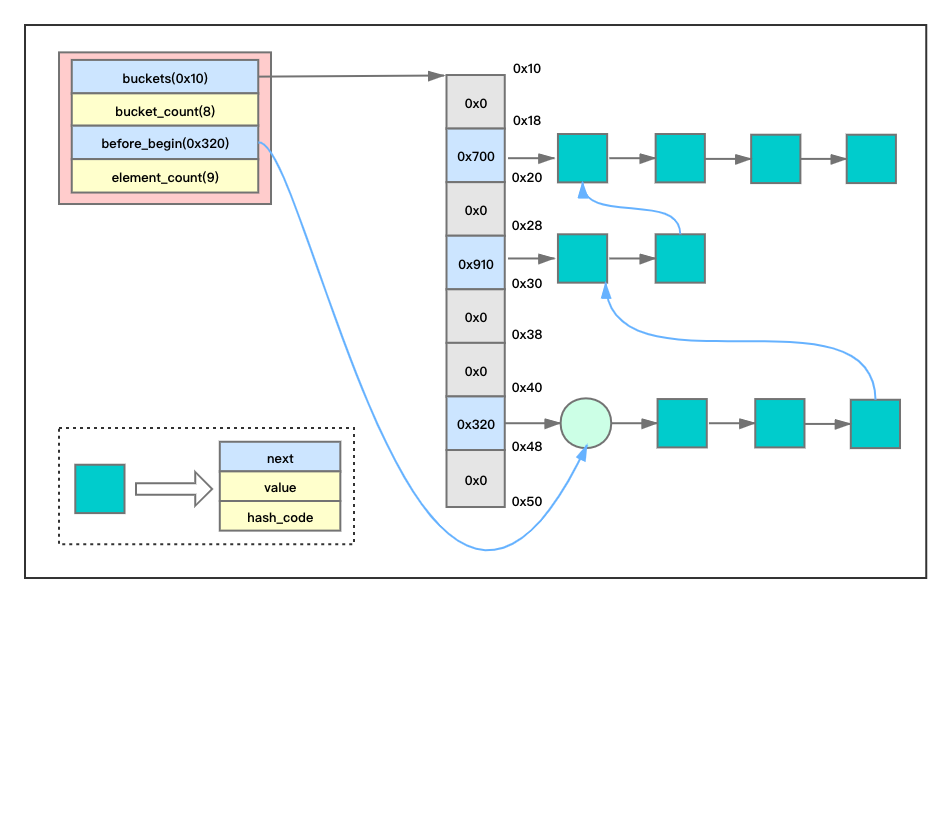 buckets(0x10)
bucket_count(8)
before_begin(0x320)
element_count(9)
0x10
0x0
0x18
0x700
0x20
0x0
0x28
0x910
0x30
0x0
0x38
0x0
0x40
0x320
0x48
0x0
0x50
next
value
hash_code